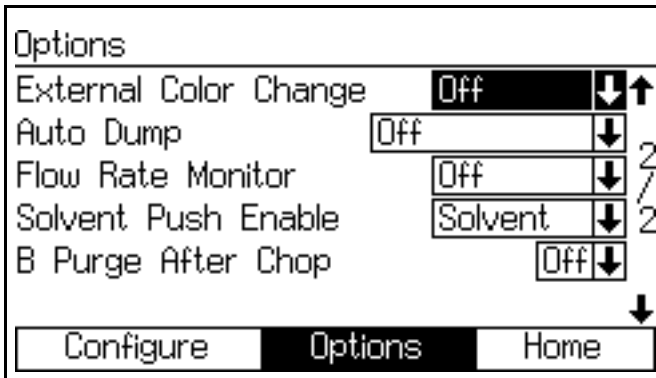 Options
External Color Change Off
Auto Dump Off
Flow Rate Monitor Off
Solvent Push Enable Solvent
B Purge After Chop Off
2/2
Configure Options Home